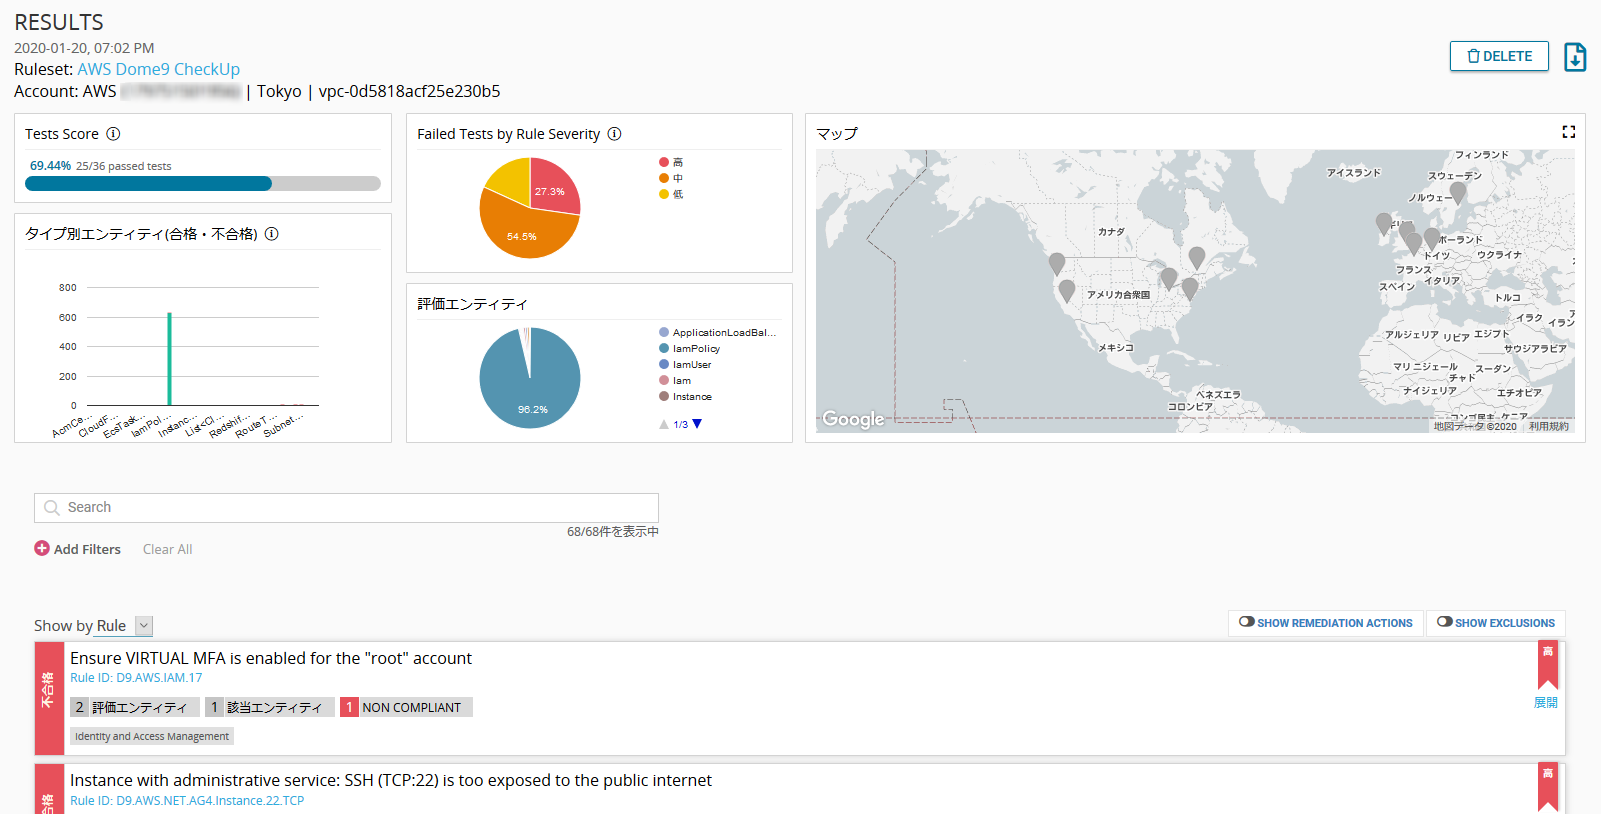 RESULTS
2020-01-20, 07:02 PM
Ruleset: AWS Dome9 CheckUp
Account: AWS | Tokyo | vpc-0d5818acf25e230b5
DELETE
Tests Score
69.44% 25/36 passed tests
タイプ別エンティティ(合格・不合格)
800
600
400
200
0
AcmCe...
CloudF...
EcsTask...
IamPol...
Instanc...
List<Cl...
Redshif...
RouteT...
Subnet...
Failed Tests by Rule Severity
27.3%
54.5%
高
中
低
評価エンティティ
96.2%
ApplicationLoadBal...
IamPolicy
IamUser
Iam
Instance
1/3
マップ
フィンランド
アイスランド
スウェーデン
ノルウェー
カナダ
ポーランド
ドイツ
ウクライナ
フランス
イタリア
スペイン
アメリカ合衆国
トルコ
イラク
イラン
アルジェリア
リビア
エジプト
サウジアラビア
メキシコ
マリ
ニジェール
スーダン
チャド
ナイジェリア
エチオピア
ベネズエラ
コロンビア
コンゴ民主
ケニア
Google
地図データ ©2020
利用規約
Search
68/68件を表示中
Add Filters
Clear All
Show by Rule
SHOW REMEDIATION ACTIONS
SHOW EXCLUSIONS
不合格
Ensure VIRTUAL MFA is enabled for the "root" account
高
Rule ID: D9.AWS.IAM.17
2 評価エンティティ
1 該当エンティティ
1 NON COMPLIANT
展開
Identity and Access Management
合格
Instance with administrative service: SSH (TCP:22) is too exposed to the public internet
高
Rule ID: D9.AWS.NET.AG4.Instance.22.TCP